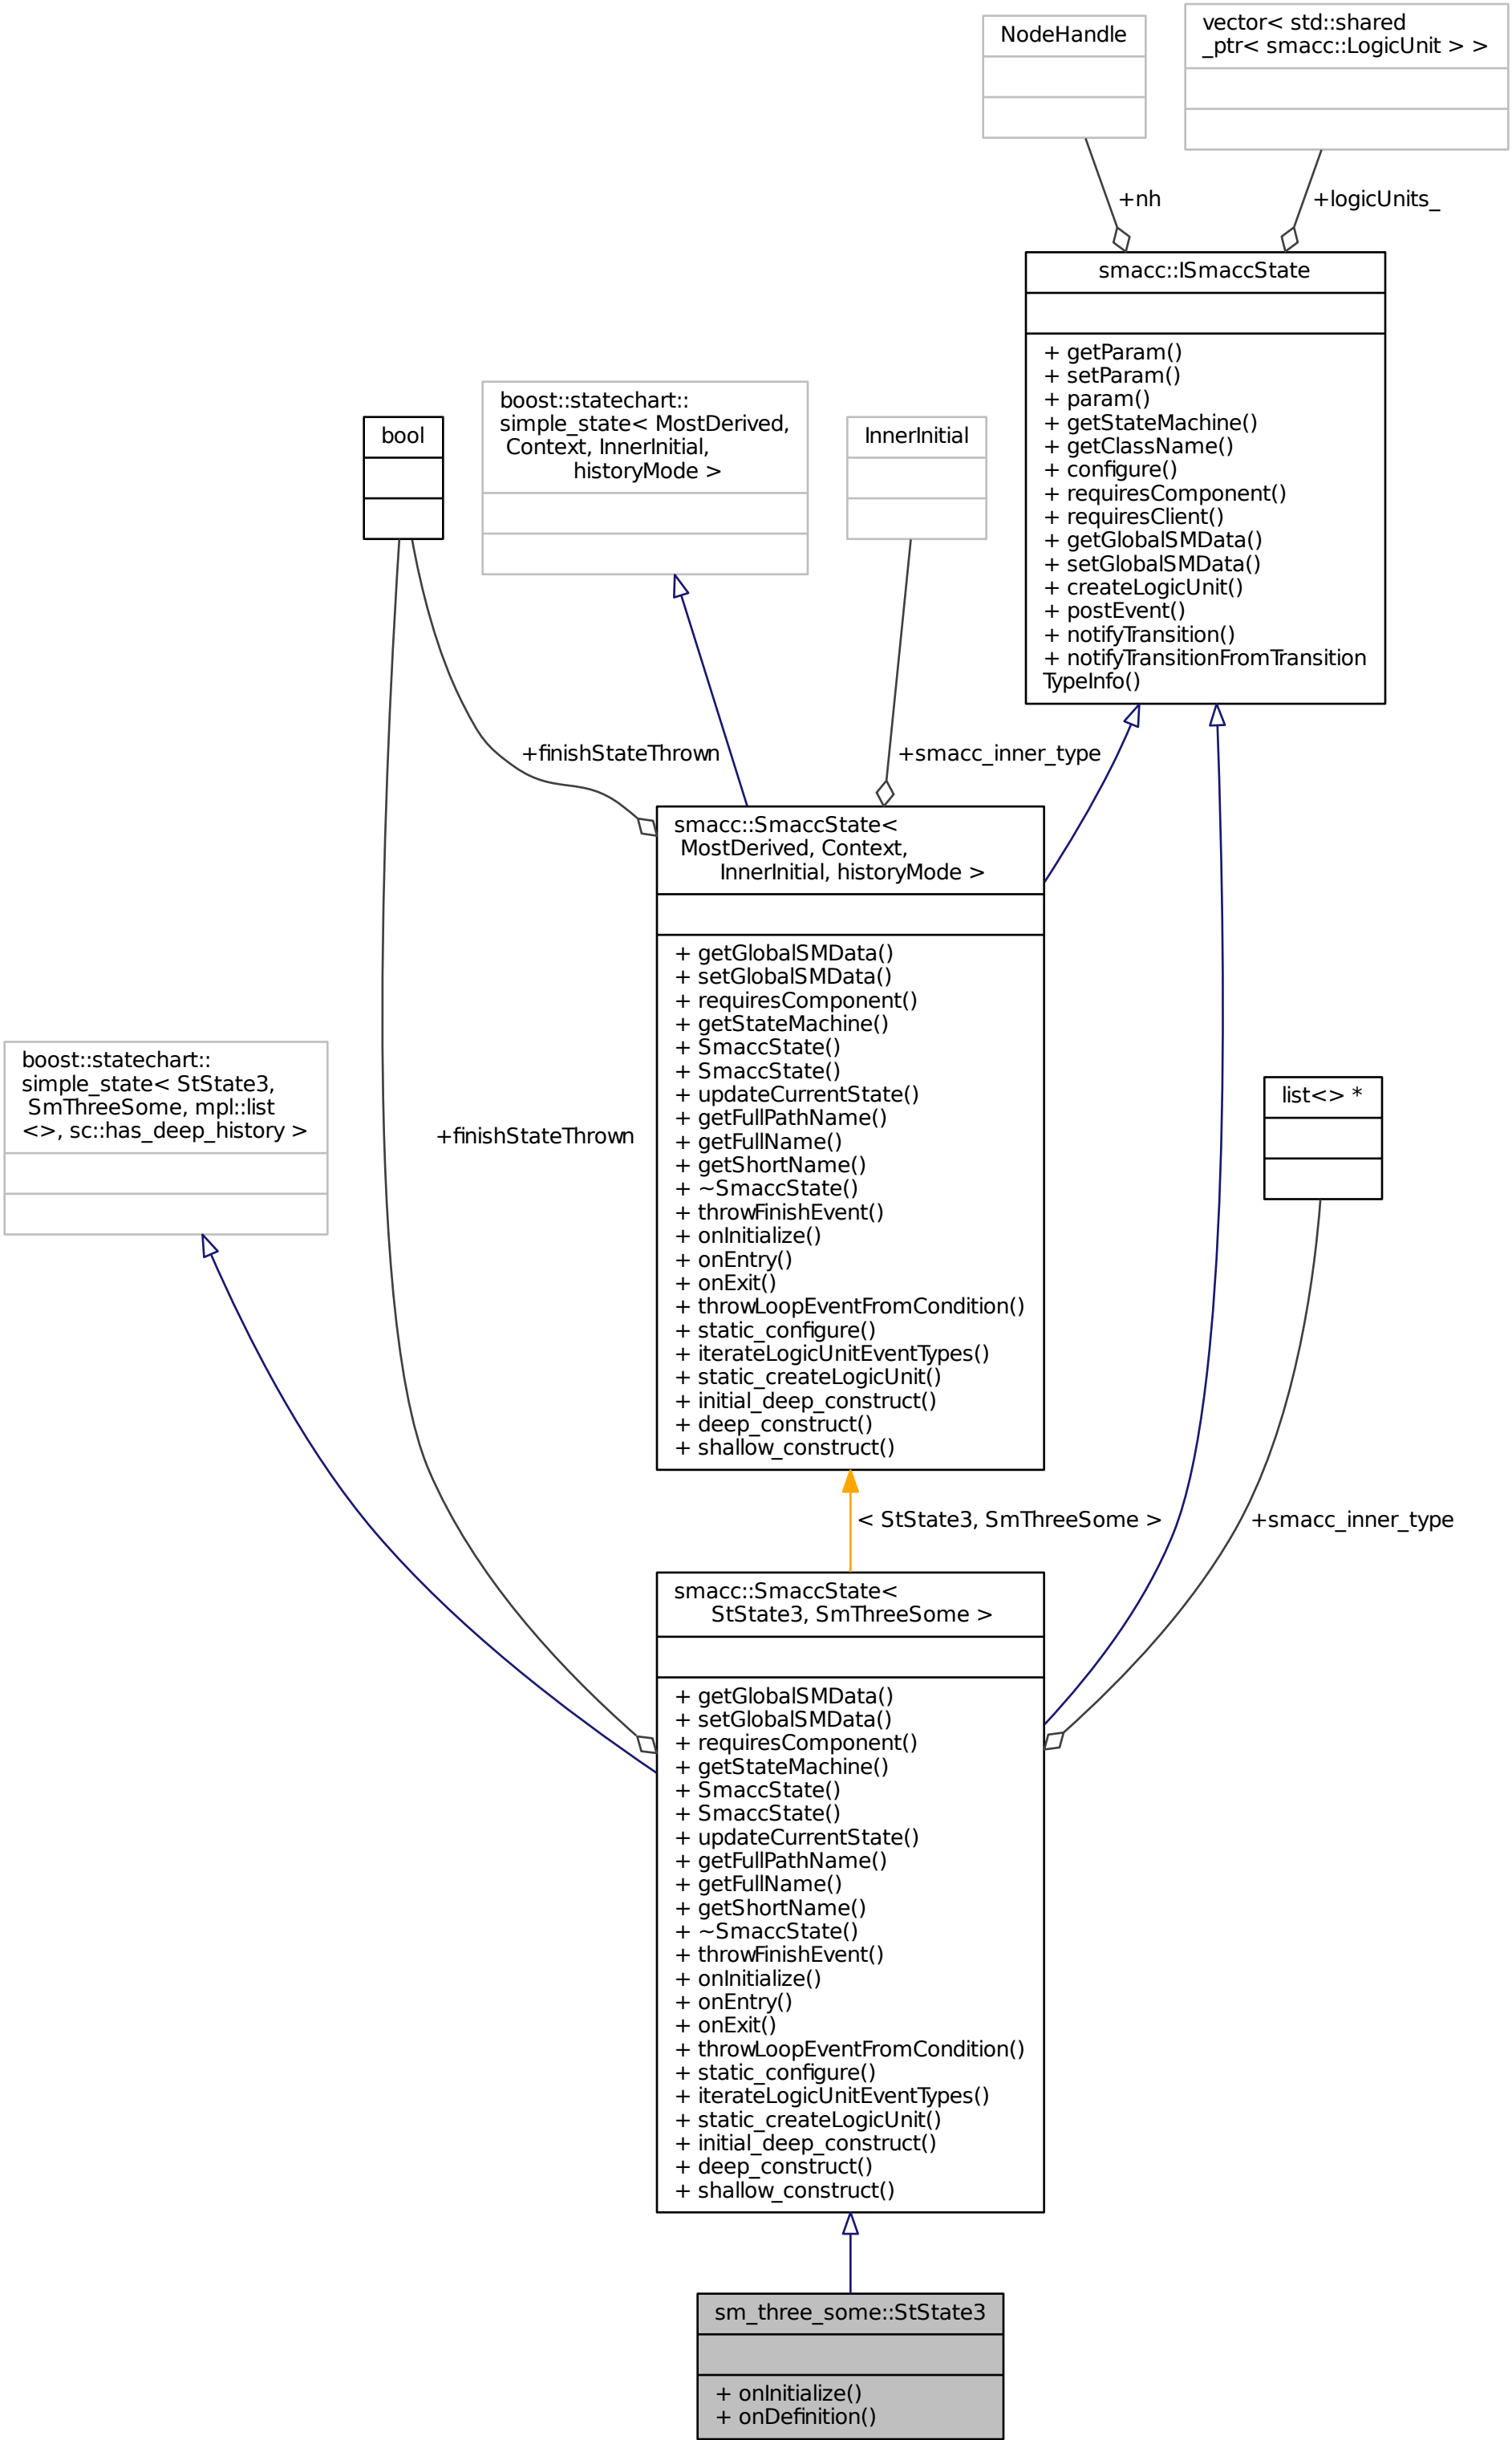 NodeHandle
vector< std::shared
_ptr< smacc::LogicUnit > >
+nh
+logicUnits_
smacc::ISmaccState
+ getParam()
+ setParam()
+ param()
+ getStateMachine()
+ getClassName()
+ configure()
+ requiresComponent()
+ requiresClient()
+ getGlobalSMData()
+ setGlobalSMData()
+ createLogicUnit()
+ postEvent()
+ notifyTransition()
+ notifyTransitionFromTransition
TypeInfo()
bool
boost::statechart::
simple_state< MostDerived,
Context, InnerInitial,
historyMode >
InnerInitial
+finishStateThrown
+smacc_inner_type
smacc::SmaccState<
MostDerived, Context,
InnerInitial, historyMode >
+ getGlobalSMData()
+ setGlobalSMData()
+ requiresComponent()
+ getStateMachine()
+ SmaccState()
+ SmaccState()
+ updateCurrentState()
+ getFullPathName()
+ getFullName()
+ getShortName()
+ ~SmaccState()
+ throwFinishEvent()
+ onInitialize()
+ onEntry()
+ onExit()
+ throwLoopEventFromCondition()
+ static_configure()
+ iterateLogicUnitEventTypes()
+ static_createLogicUnit()
+ initial_deep_construct()
+ deep_construct()
+ shallow_construct()
boost::statechart::
simple_state< StState3,
SmThreeSome, mpl::list
<>, sc::has_deep_history >
+finishStateThrown
list<> *
< StState3, SmThreeSome >
+smacc_inner_type
smacc::SmaccState<
StState3, SmThreeSome >
+ getGlobalSMData()
+ setGlobalSMData()
+ requiresComponent()
+ getStateMachine()
+ SmaccState()
+ SmaccState()
+ updateCurrentState()
+ getFullPathName()
+ getFullName()
+ getShortName()
+ ~SmaccState()
+ throwFinishEvent()
+ onInitialize()
+ onEntry()
+ onExit()
+ throwLoopEventFromCondition()
+ static_configure()
+ iterateLogicUnitEventTypes()
+ static_createLogicUnit()
+ initial_deep_construct()
+ deep_construct()
+ shallow_construct()
sm_three_some::StState3
+ onInitialize()
+ onDefinition()